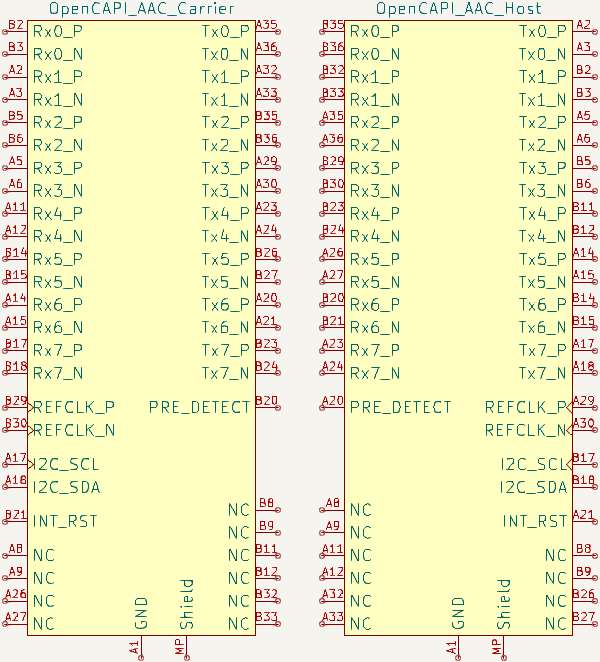 OpenCAPI_AAC_Carrier
B2 Rx0_P Tx0_P A35
B3 Rx0_N Tx0_N A36
A2 Rx1_P Tx1_P A32
A3 Rx1_N Tx1_N A33
B5 Rx2_P Tx2_P B35
B6 Rx2_N Tx2_N B36
A5 Rx3_P Tx3_P A29
A6 Rx3_N Tx3_N A30
A11 Rx4_P Tx4_P A23
A12 Rx4_N Tx4_N A24
B14 Rx5_P Tx5_P B26
B15 Rx5_N Tx5_N B27
A14 Rx6_P Tx6_P A20
A15 Rx6_N Tx6_N A21
B17 Rx7_P Tx7_P B23
B18 Rx7_N Tx7_N B24
B29 REFCLK_P PRE_DETECT B20
B30 REFCLK_N
A17 I2C_SCL
A18 I2C_SDA
NC B8
B21 INT_RST
NC B9
A8 NC NC B11
A9 NC NC B12
A26 NC NC B32
A27 NC NC B33
GND Shield
A1 MP
OpenCAPI_AAC_Host
B35 Rx0_P Tx0_P A2
B36 Rx0_N Tx0_N A3
B32 Rx1_P Tx1_P B2
B33 Rx1_N Tx1_N B3
A35 Rx2_P Tx2_P A5
A36 Rx2_N Tx2_N A6
B29 Rx3_P Tx3_P B5
B30 Rx3_N Tx3_N B6
B23 Rx4_P Tx4_P B11
B24 Rx4_N Tx4_N B12
A26 Rx5_P Tx5_P A14
A27 Rx5_N Tx5_N A15
B20 Rx6_P Tx6_P B14
B21 Rx6_N Tx6_N B15
A23 Rx7_P Tx7_P A17
A24 Rx7_N Tx7_N A18
A20 PRE_DETECT REFCLK_P A29
REFCLK_N A30
I2C_SCL B17
I2C_SDA B18
A8 NC
INT_RST A21
A9 NC
A11 NC NC B8
A12 NC NC B9
A32 NC NC B26
A33 NC NC B27
GND Shield
A1 MP